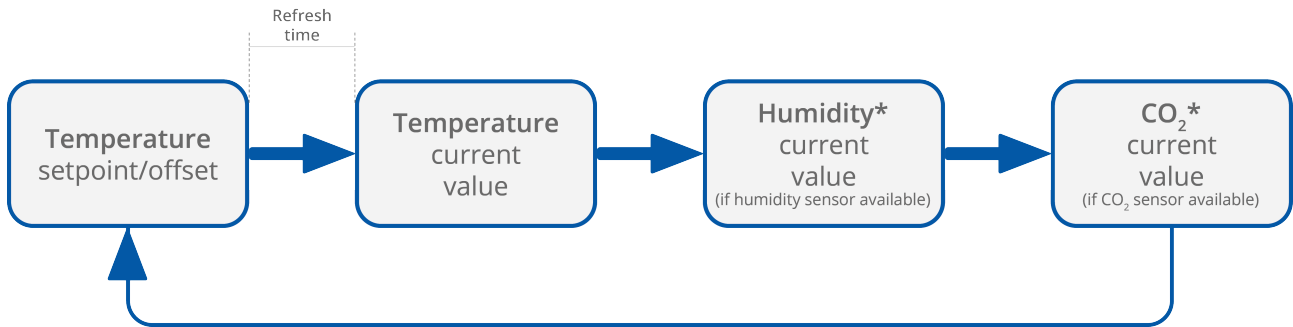 Refresh
time
Temperature
setpoint/offset
Temperature
current
value
Humidity*
current
value
(if humidity sensor available)
CO₂*
current
value
(if CO₂ sensor available)